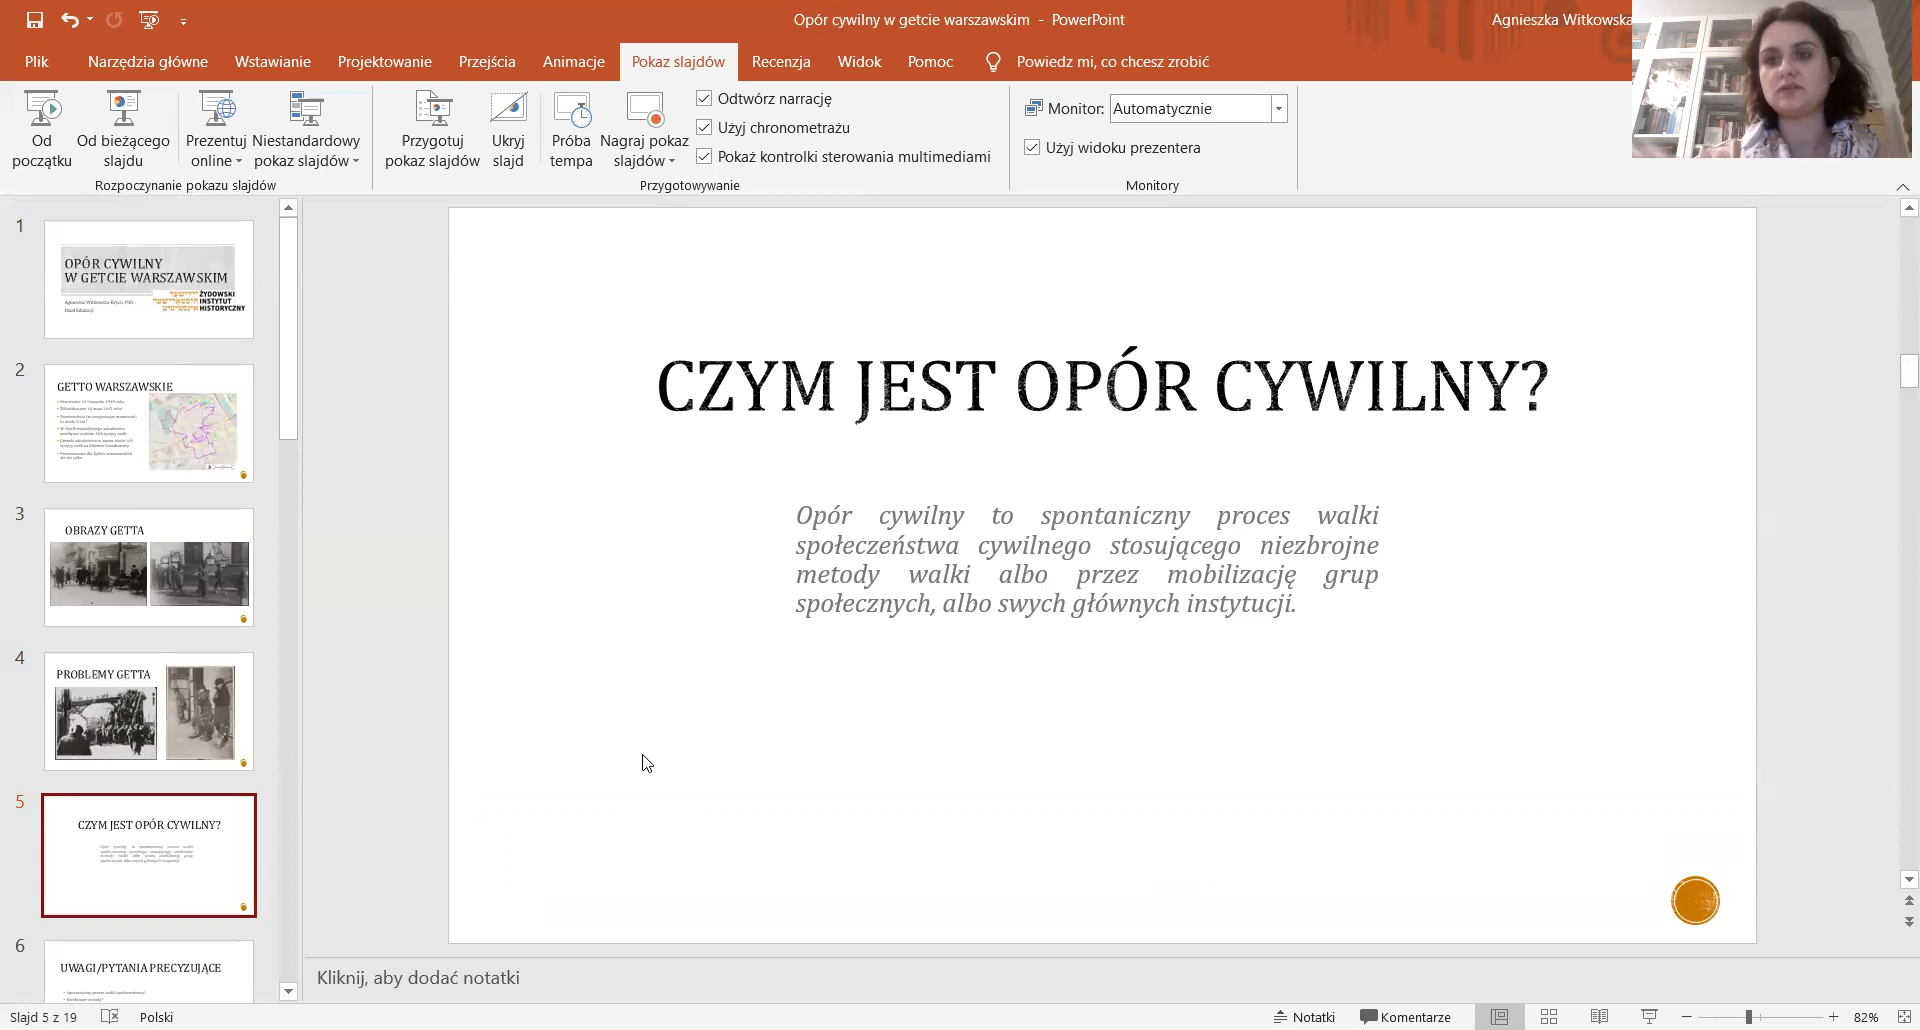 Opór cywilny w getcie warszawskim - PowerPoint
Agnieszka Witkowska
Plik Narzędzia główne Wstawianie Projektowanie Przejścia Animacje Pokaz slajdów Recenzja Widok Pomoc Powiedz mi, co chcesz zrobić
Od początku
Od bieżącego slajdu
Prezentuj online
Niestandardowy pokaz slajdów
Rozpoczynanie pokazu slajdów
Przygotuj pokaz slajdów
Ukryj slajd
Próba tempa
Nagraj pokaz slajdów
Odtwórz narrację
Użyj chronometrażu
Pokaż kontrolki sterowania multimediami
Przygotowywanie
Monitor: Automatycznie
Użyj widoku prezentera
Monitory
1
OPÓR CYWILNY
W GETCIE WARSZAWSKIM
ŻYDOWSKI
INSTYTUT
HISTORYCZNY
2
GETTO WARSZAWSKIE
3
OBRAZY GETTA
4
PROBLEMY GETTA
5
CZYM JEST OPÓR CYWILNY?
6
UWAGI/PYTANIA PRECYZUJĄCE
CZYM JEST OPÓR CYWILNY?
Opór cywilny to spontaniczny proces walki
społeczeństwa cywilnego stosującego niezbrojne
metody walki albo przez mobilizację grup
społecznych, albo swych głównych instytucji.
Kliknij, aby dodać notatki
Slajd 5 z 19 Polski Notatki Komentarze 82%